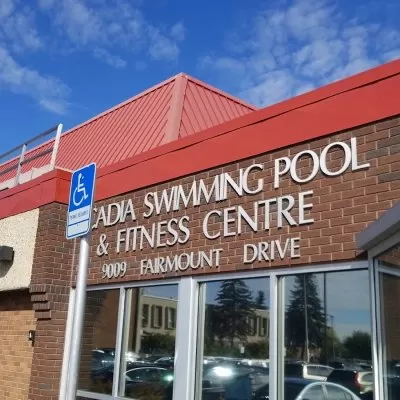 CADIA SWIMMING POOL
& FITNESS CENTRE
9009 FAIRMOUNT DRIVE